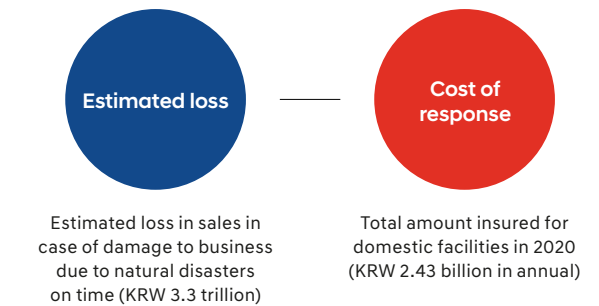 Estimated loss
Cost of
response
Estimated loss in sales in
case of damage to business
due to natural disasters
on time (KRW 3.3 trillion)
Total amount insured for
domestic facilities in 2020
(KRW 2.43 billion in annual)